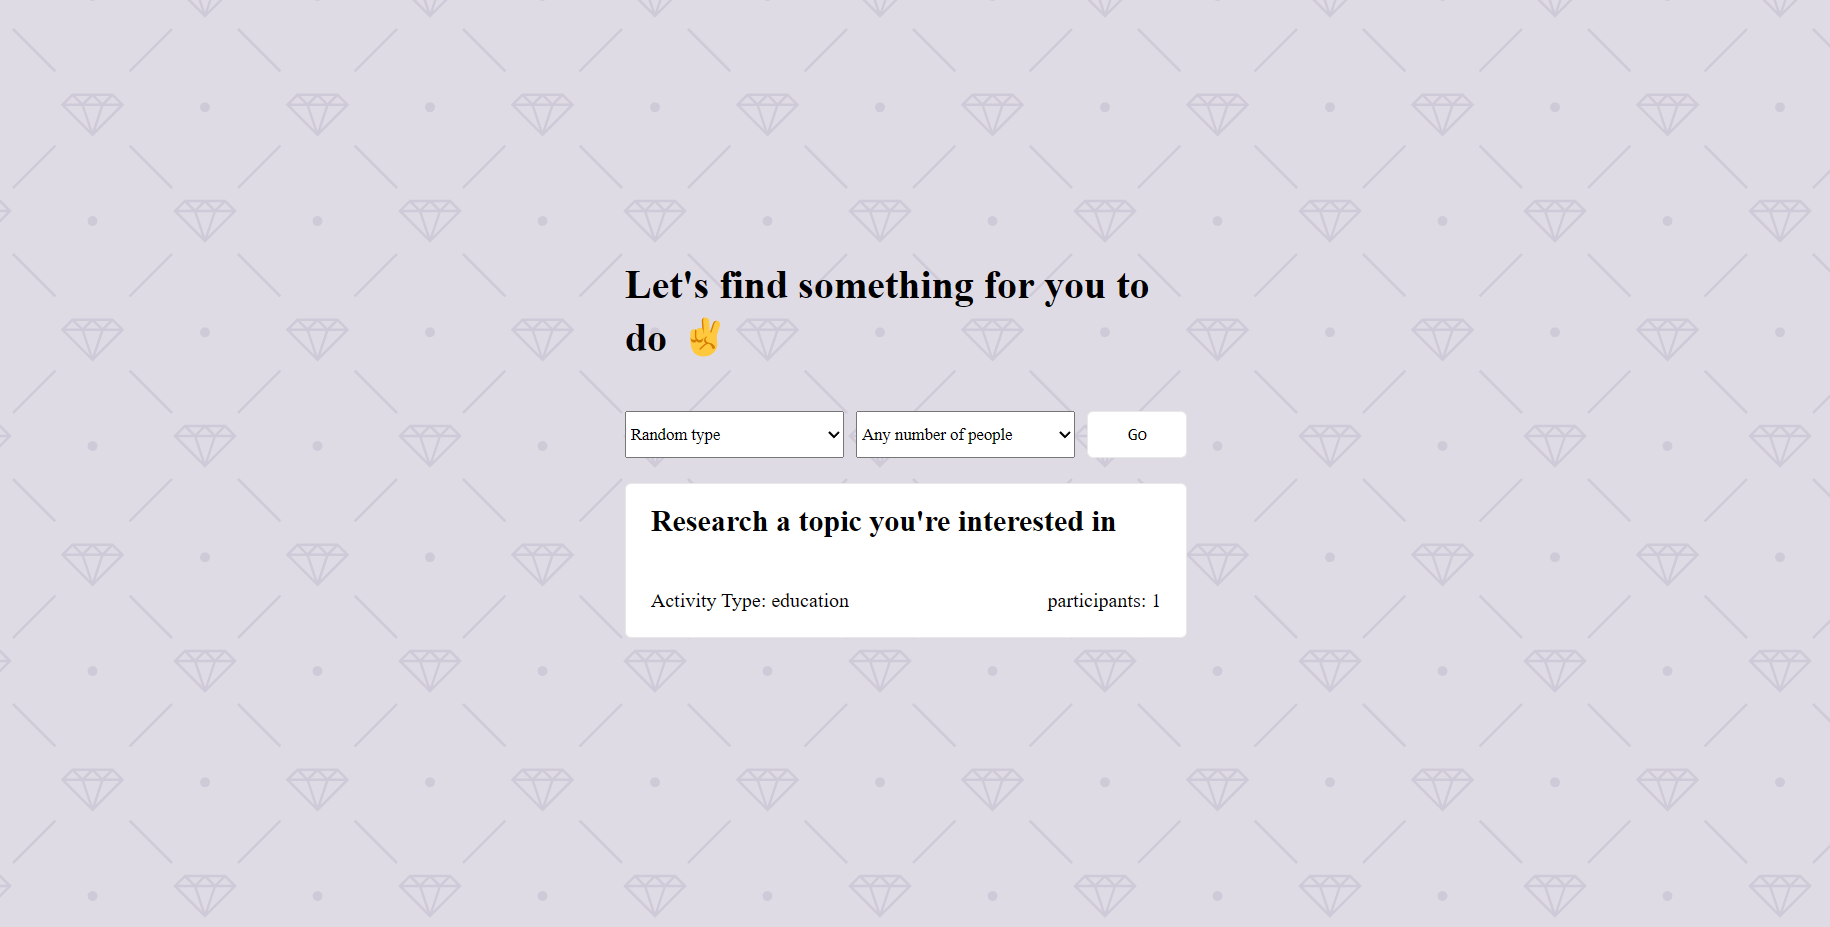 Let's find something for you to
do ✌️
Random type
Any number of people
Go
Research a topic you're interested in
Activity Type: education
participants: 1